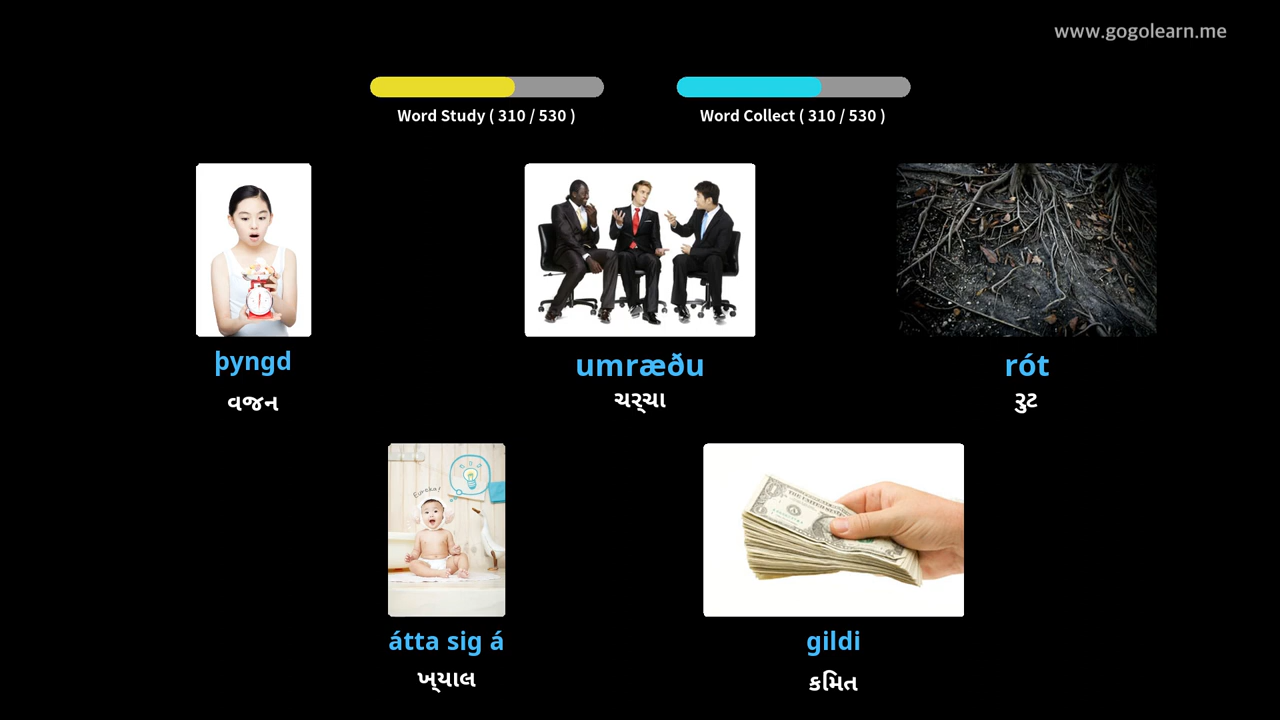 www.gogolearn.me
Word Study ( 310 / 530 )
Word Collect ( 310 / 530 )
þyngd
વજન
umræðu
ચર્ચા
rót
રુટ
Eureka!
átta sig á
ખ્યાલ
gildi
કમિત